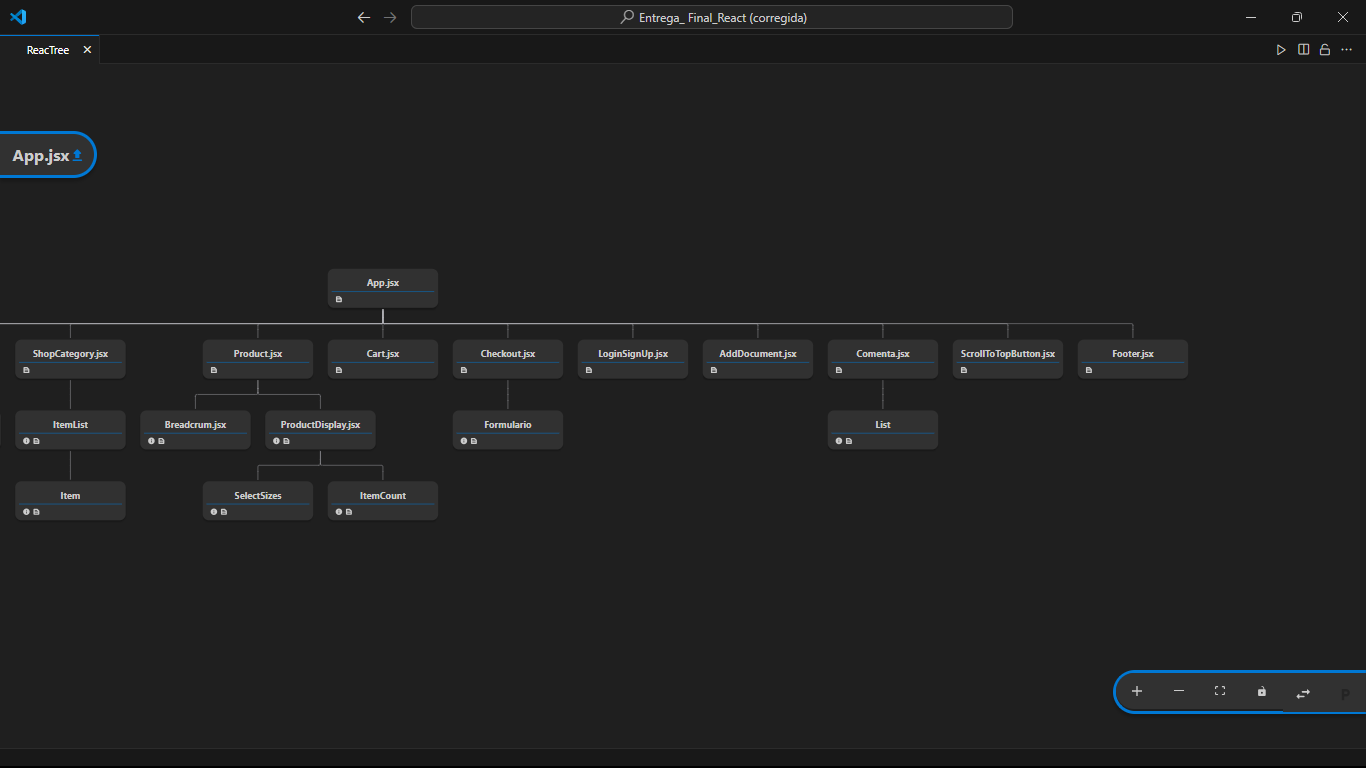 Entrega_ Final_React (corregida)
ReacTree
App.jsx
App.jsx
ShopCategory.jsx
Product.jsx
Cart.jsx
Checkout.jsx
LoginSignUp.jsx
AddDocument.jsx
Comenta.jsx
ScrollToTopButton.jsx
Footer.jsx
ItemList
Breadcrum.jsx
ProductDisplay.jsx
Formulario
List
Item
SelectSizes
ItemCount
P